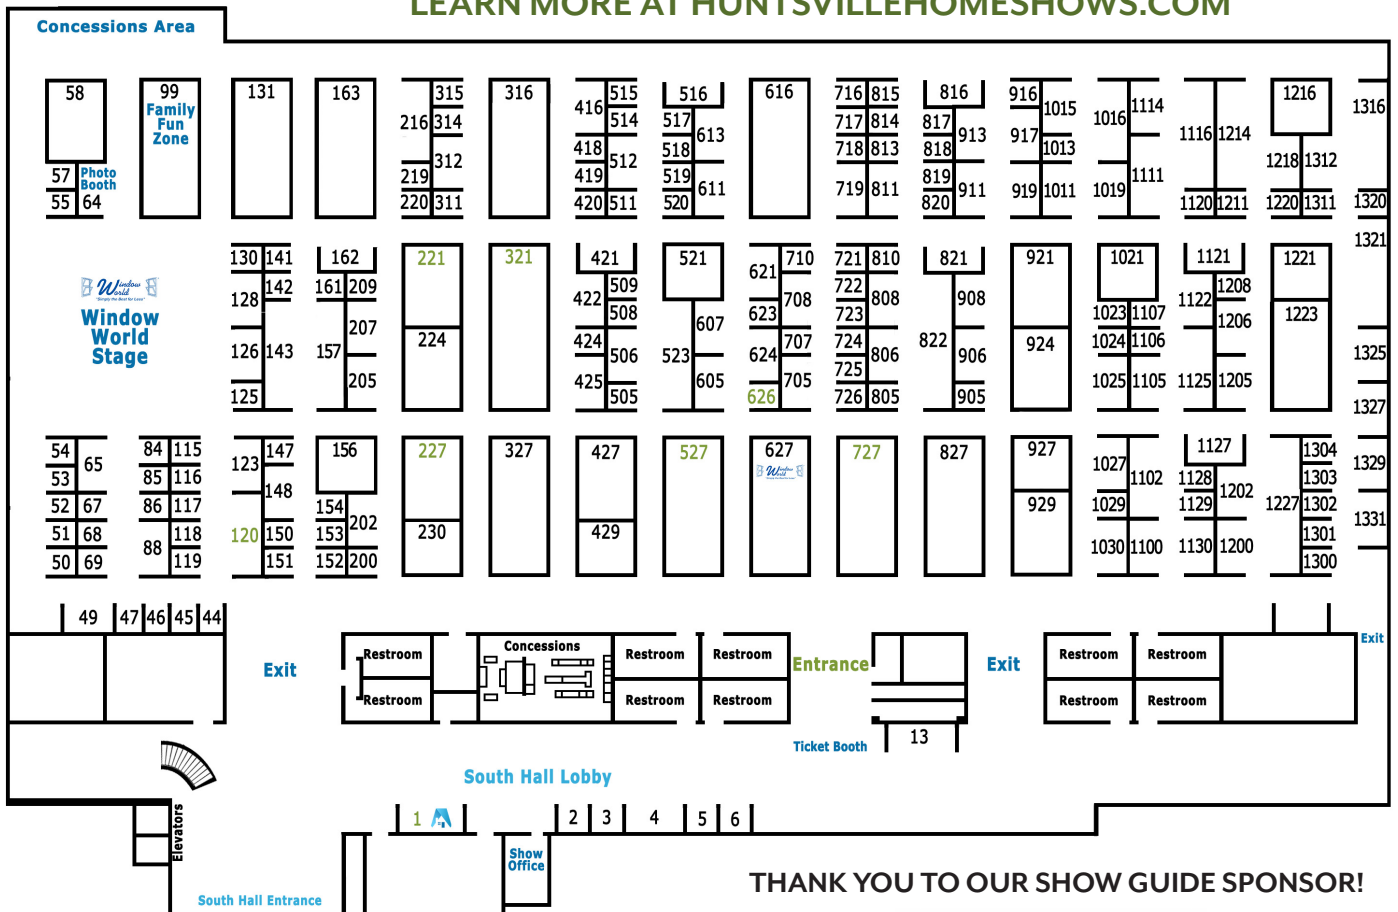 LEARN MORE AT HUNTSVILLEHOMESHOWS.COM
Concessions Area
58 99 131 163 315 316 515 516 616 716 815 816 916 1114 1216 1316
Family
Fun
Zone
416 1015
216 314 514 517 717 814 817 1016
613 913 917 1116 1214
312 418 512 518 718 813 818 1013 1218 1312
57 Photo
Booth
219 419 519 819 1111
611 719 811 911 919 1011 1019
55 64 220 311 420 511 520 820 1120 1211 1220 1311 1320
1321
130 141 162 221 321 421 521 710 721 810 821 921 1021 1121 1221
621
142 161 209 509 722 1208
128 422 708 808 908 1122
Window
World
"Simply the Best for Less"
Window
World
Stage
508 623 723 1023 1107 1206 1223
207 607
224 424 707 724 822 924 1024 1106
126 143 157 506 523 624 806 906 1325
205 425 605 705 725 1025 1105 1125 1205
125 505 626 726 805 905 1327
54 84 115 147 156 227 327 427 527 627 727 827 927 1127 1304
65 123 1027 1329
Window
World
53 85 116 148 1102 1128 1303
1202
52 67 86 117 154 929 1029 1129 1227 1302
202 1331
51 68 118 120 150 153 230 429 1301
88 1030 1100 1130 1200
50 69 119 151 152 200 1300
49 47 46 45 44
Exit
Restroom
Restroom
Concessions
Restroom Restroom
Restroom Restroom
Entrance
Exit
Restroom Restroom
Restroom Restroom
Exit
Ticket Booth
13
South Hall Lobby
Elevators
1 2 3 4 5 6
Show
Office
South Hall Entrance
THANK YOU TO OUR SHOW GUIDE SPONSOR!